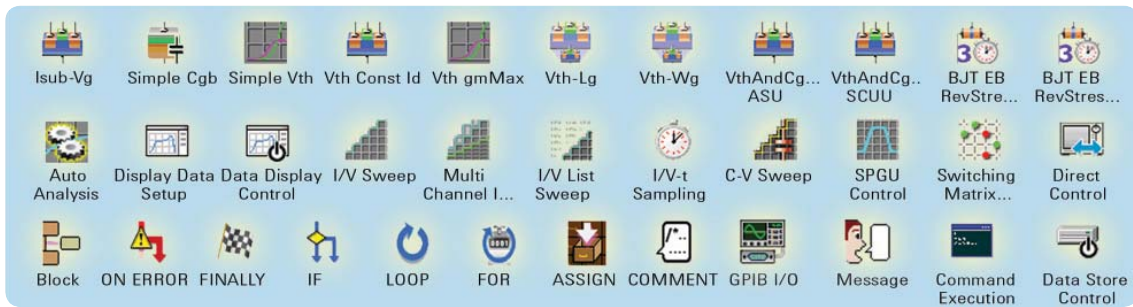 Isub-Vg Simple Cgb Simple Vth Vth Const Id Vth gmMax Vth-Lg Vth-Wg VthAndCg... VthAndCg.. BJT EB BJT EB
ASU SCUU RevStre... RevStres...
Auto Display Data Data Display I/V Sweep Multi I/V List I/V-t C-V Sweep SPGU Switching Direct
Analysis Setup Control Channel I... Sweep Sampling Control Matrix... Control
Block ON ERROR FINALLY IF LOOP FOR ASSIGN COMMENT GPIB I/O Message Command Data Store
Execution Control